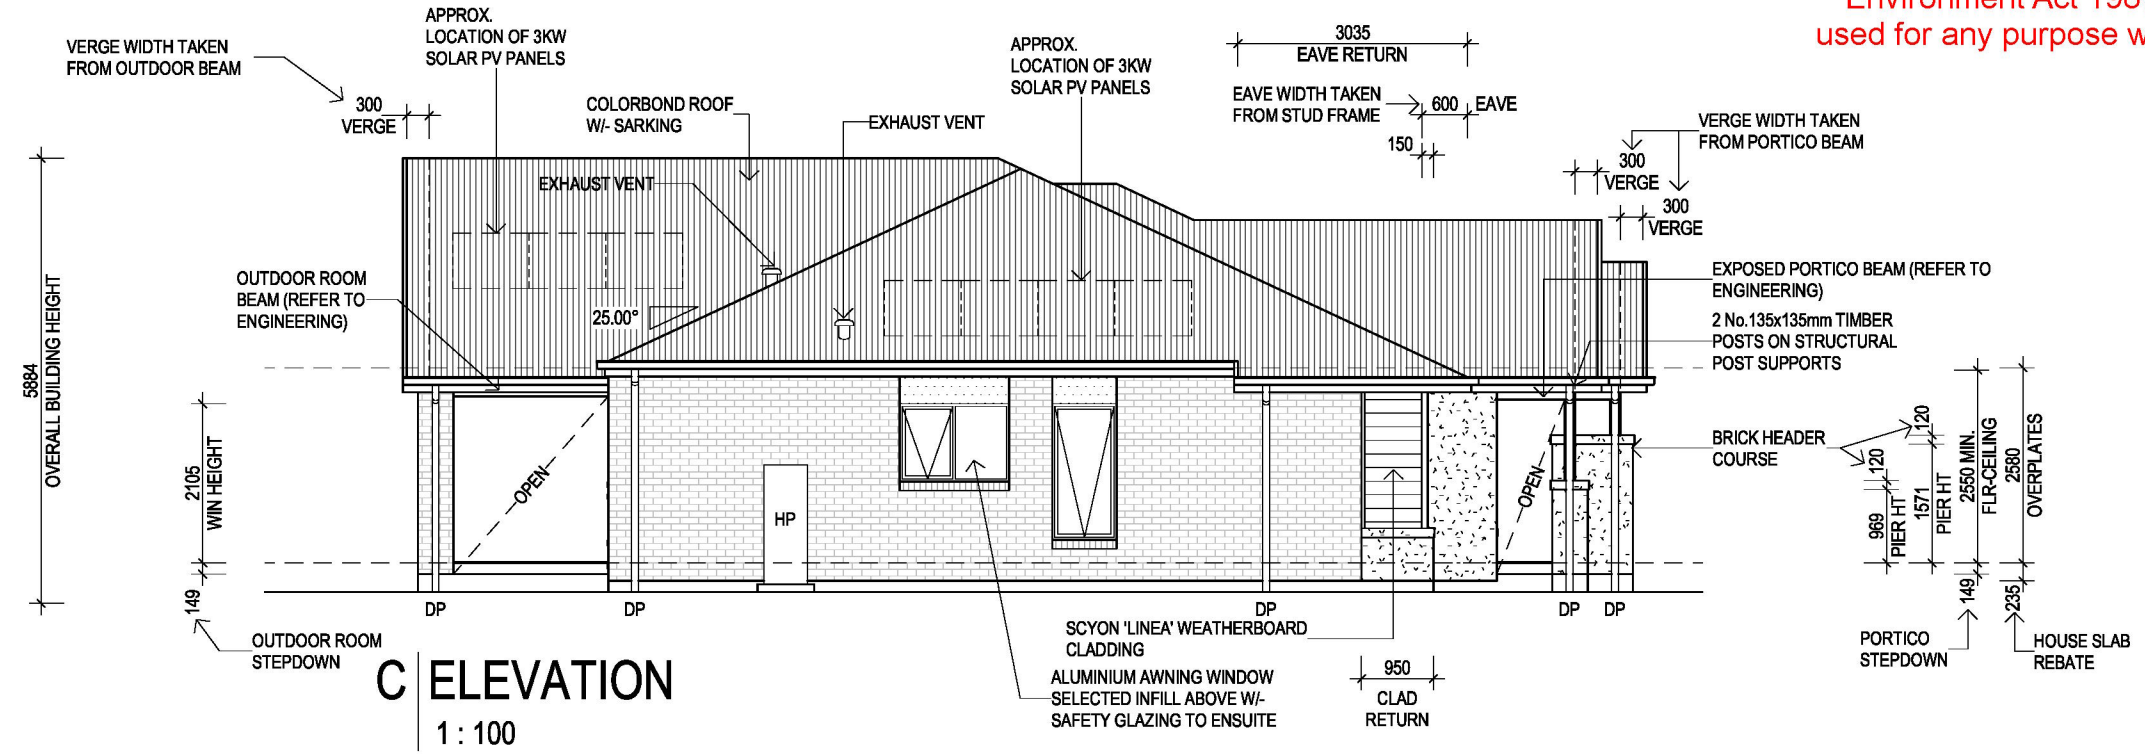 Environment Act 198
used for any purpose w
APPROX.
LOCATION OF 3KW
SOLAR PV PANELS
VERGE WIDTH TAKEN
FROM OUTDOOR BEAM
300
VERGE
COLORBOND ROOF
W/- SARKING
EXHAUST VENT
EXHAUST VENT
APPROX.
LOCATION OF 3KW
SOLAR PV PANELS
3035
EAVE RETURN
EAVE WIDTH TAKEN
FROM STUD FRAME
600
EAVE
150
VERGE WIDTH TAKEN
FROM PORTICO BEAM
300
VERGE
300
VERGE
OUTDOOR ROOM
BEAM (REFER TO
ENGINEERING)
25.00°
EXPOSED PORTICO BEAM (REFER TO
ENGINEERING)
2 No.135x135mm TIMBER
POSTS ON STRUCTURAL
POST SUPPORTS
BRICK HEADER
COURSE
5884
OVERALL BUILDING HEIGHT
2105
WIN HEIGHT
149
OUTDOOR ROOM
STEPDOWN
OPEN
HP
OPEN
120
969
PIER HT
120
1571
PIER HT
2550 MIN.
FLR-CEILING
2580
OVERPLATES
149
235
PORTICO
STEPDOWN
HOUSE SLAB
REBATE
DP
DP
DP
DP
DP
SCYON 'LINEA' WEATHERBOARD
CLADDING
ALUMINIUM AWNING WINDOW
SELECTED INFILL ABOVE W/-
SAFETY GLAZING TO ENSUITE
950
CLAD
RETURN
C ELEVATION
1 : 100